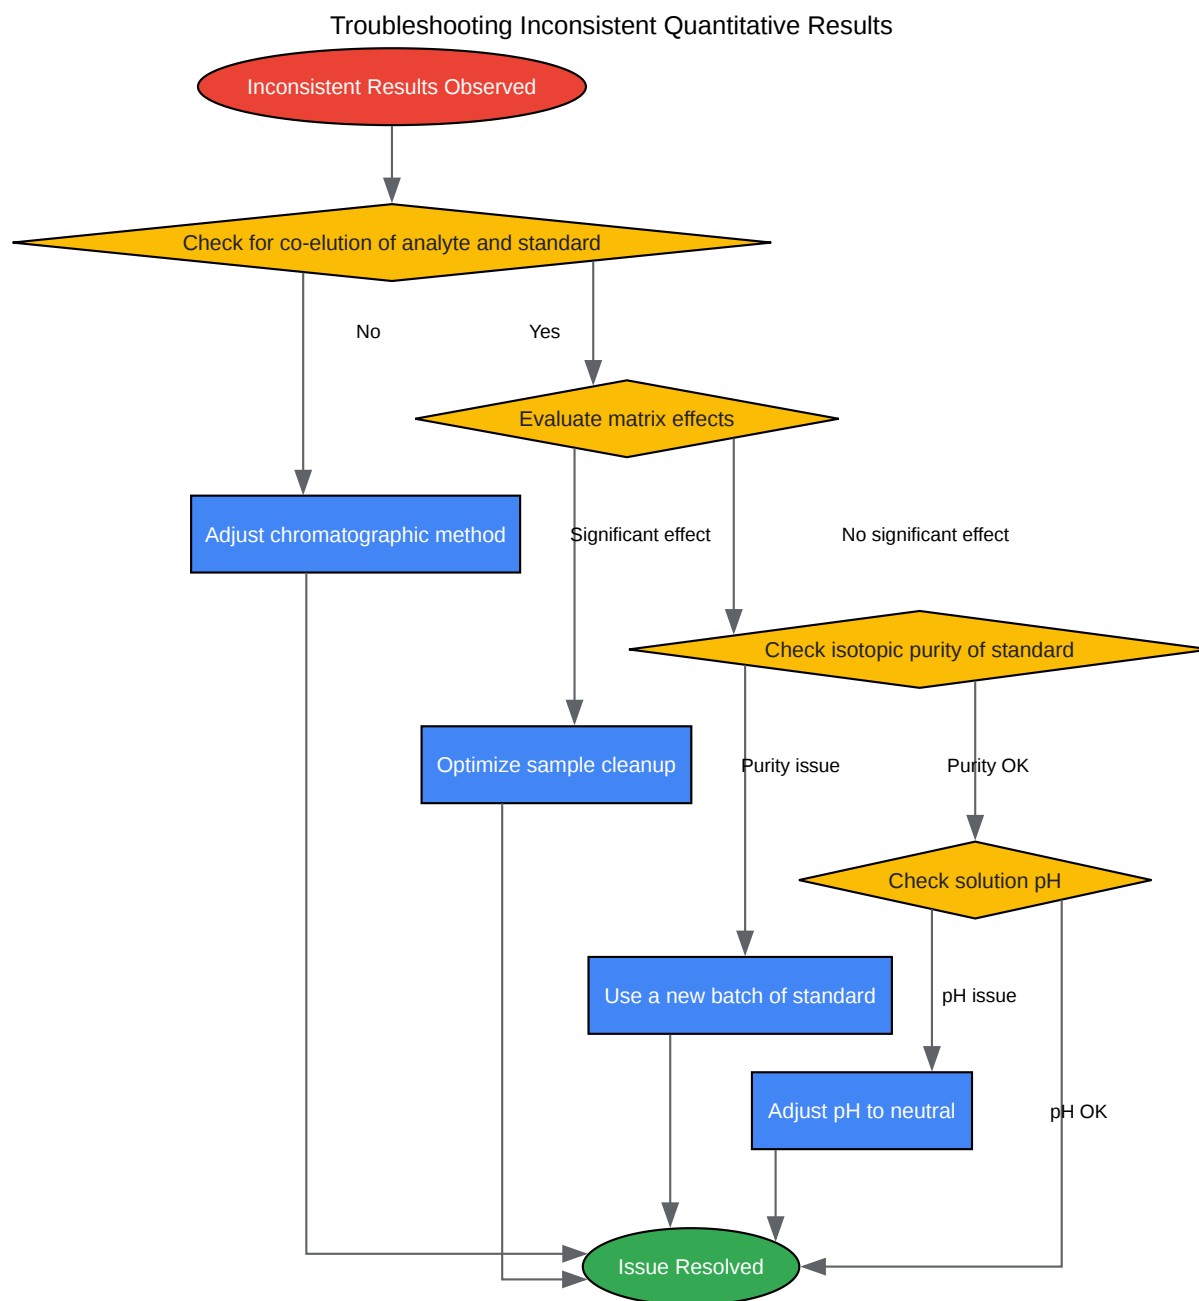 Troubleshooting Inconsistent Quantitative Results
Inconsistent Results Observed
Check for co-elution of analyte and standard
No
Yes
Evaluate matrix effects
Adjust chromatographic method
Significant effect
No significant effect
Check isotopic purity of standard
Optimize sample cleanup
Purity issue
Purity OK
Check solution pH
Use a new batch of standard
pH issue
Adjust pH to neutral
pH OK
Issue Resolved